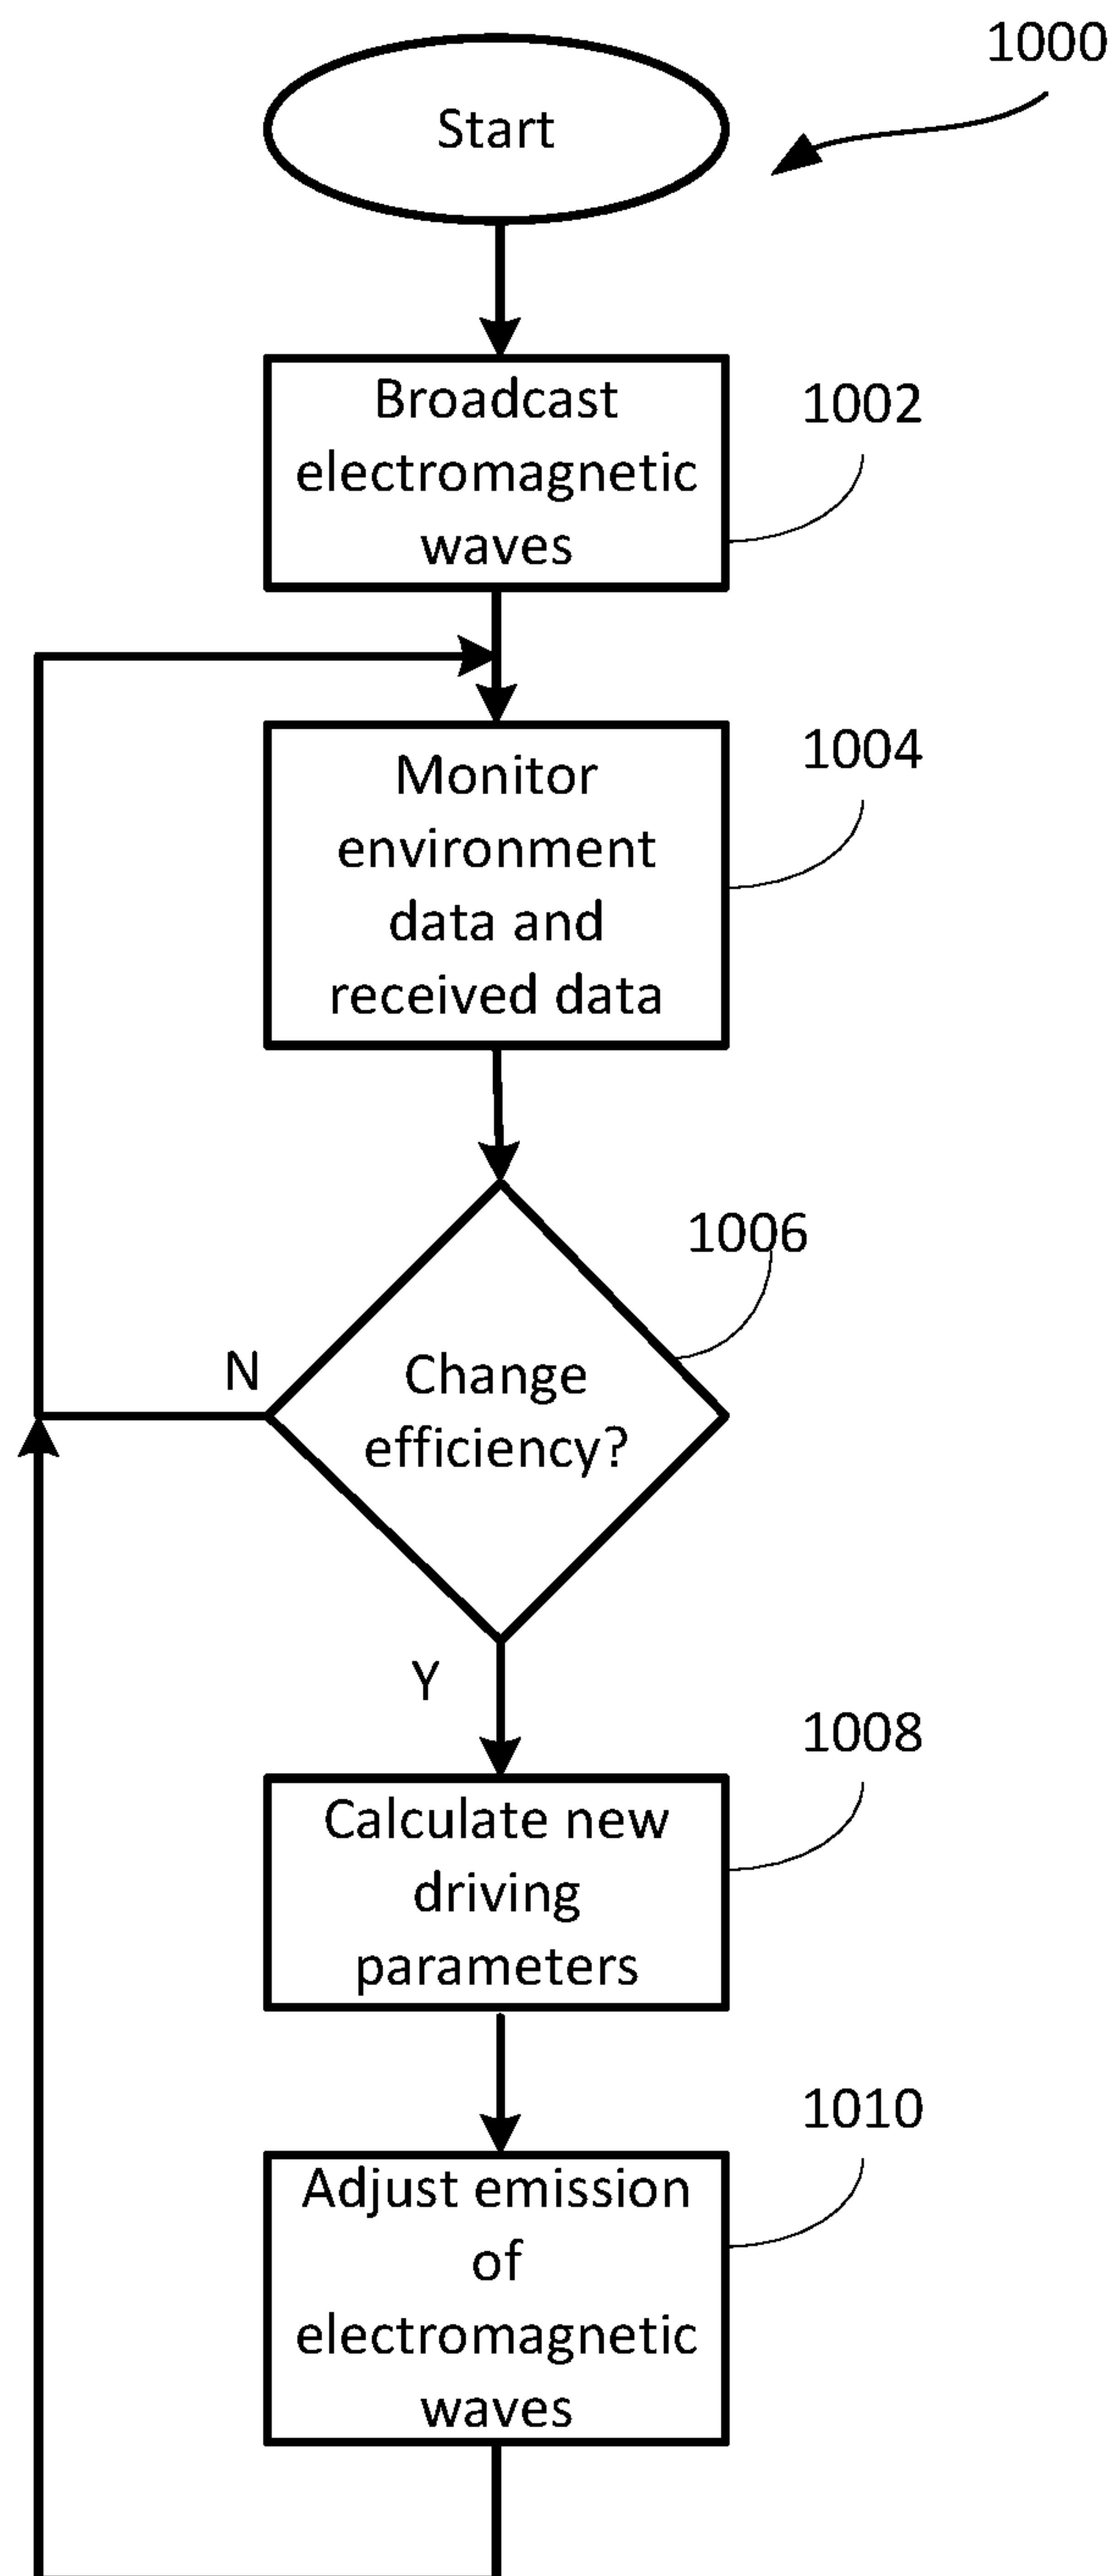 1000
Start
Broadcast
electromagnetic
waves
1002
Monitor
environment
data and
received data
1004
1006
Change
efficiency?
N
Y
Calculate new
driving
parameters
1008
Adjust emission
of
electromagnetic
waves
1010